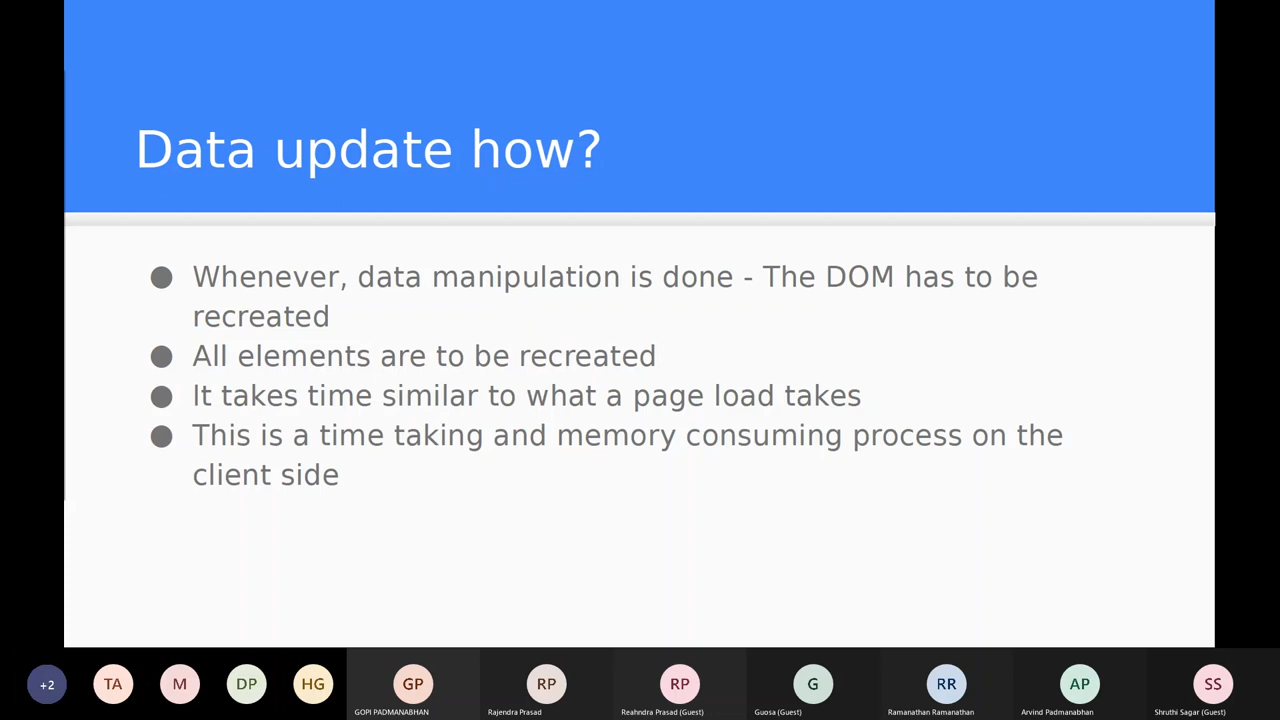 Data update how?
● Whenever, data manipulation is done - The DOM has to be
recreated
● All elements are to be recreated
● It takes time similar to what a page load takes
● This is a time taking and memory consuming process on the
client side
+2 TA M DP HG GP RP RP G RR AP SS
GOPI PADMANABHAN Rajendra Prasad Reahndra Prasad (Guest) Guosa (Guest) Ramanathan Ramanathan Arvind Padmanabhan Shruthi Sagar (Guest)